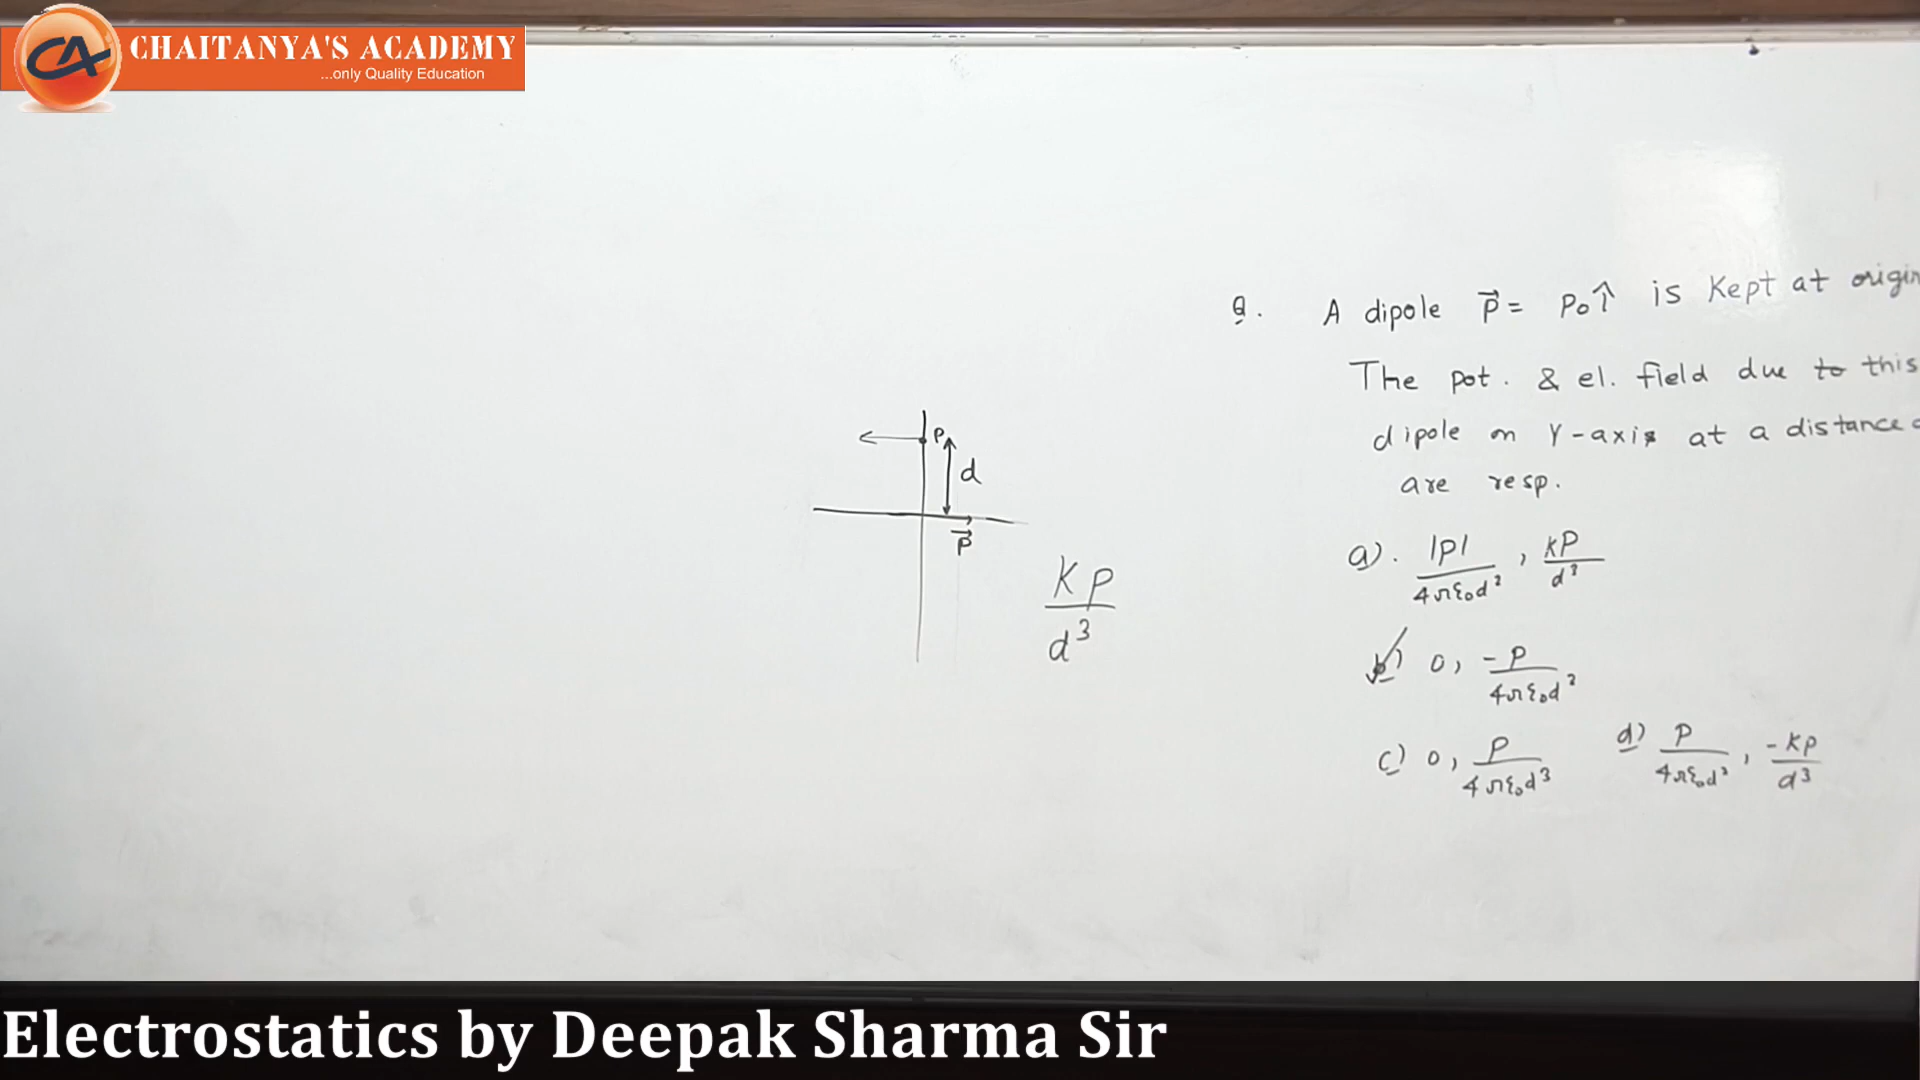 CHAITANYA'S ACADEMY
...only Quality Education
Q. A dipole p⃗ = P₀î is Kept at origin
The pot. & el. field due to this
dipole on Y-axis at a distance
are resp.
P
d
p⃗
KP/d³
a). |P|/4πε₀d², kP/d³
b) 0, -P/4πε₀d²
c) 0, P/4πε₀d³ d) P/4πε₀d², -KP/d³
Electrostatics by Deepak Sharma Sir